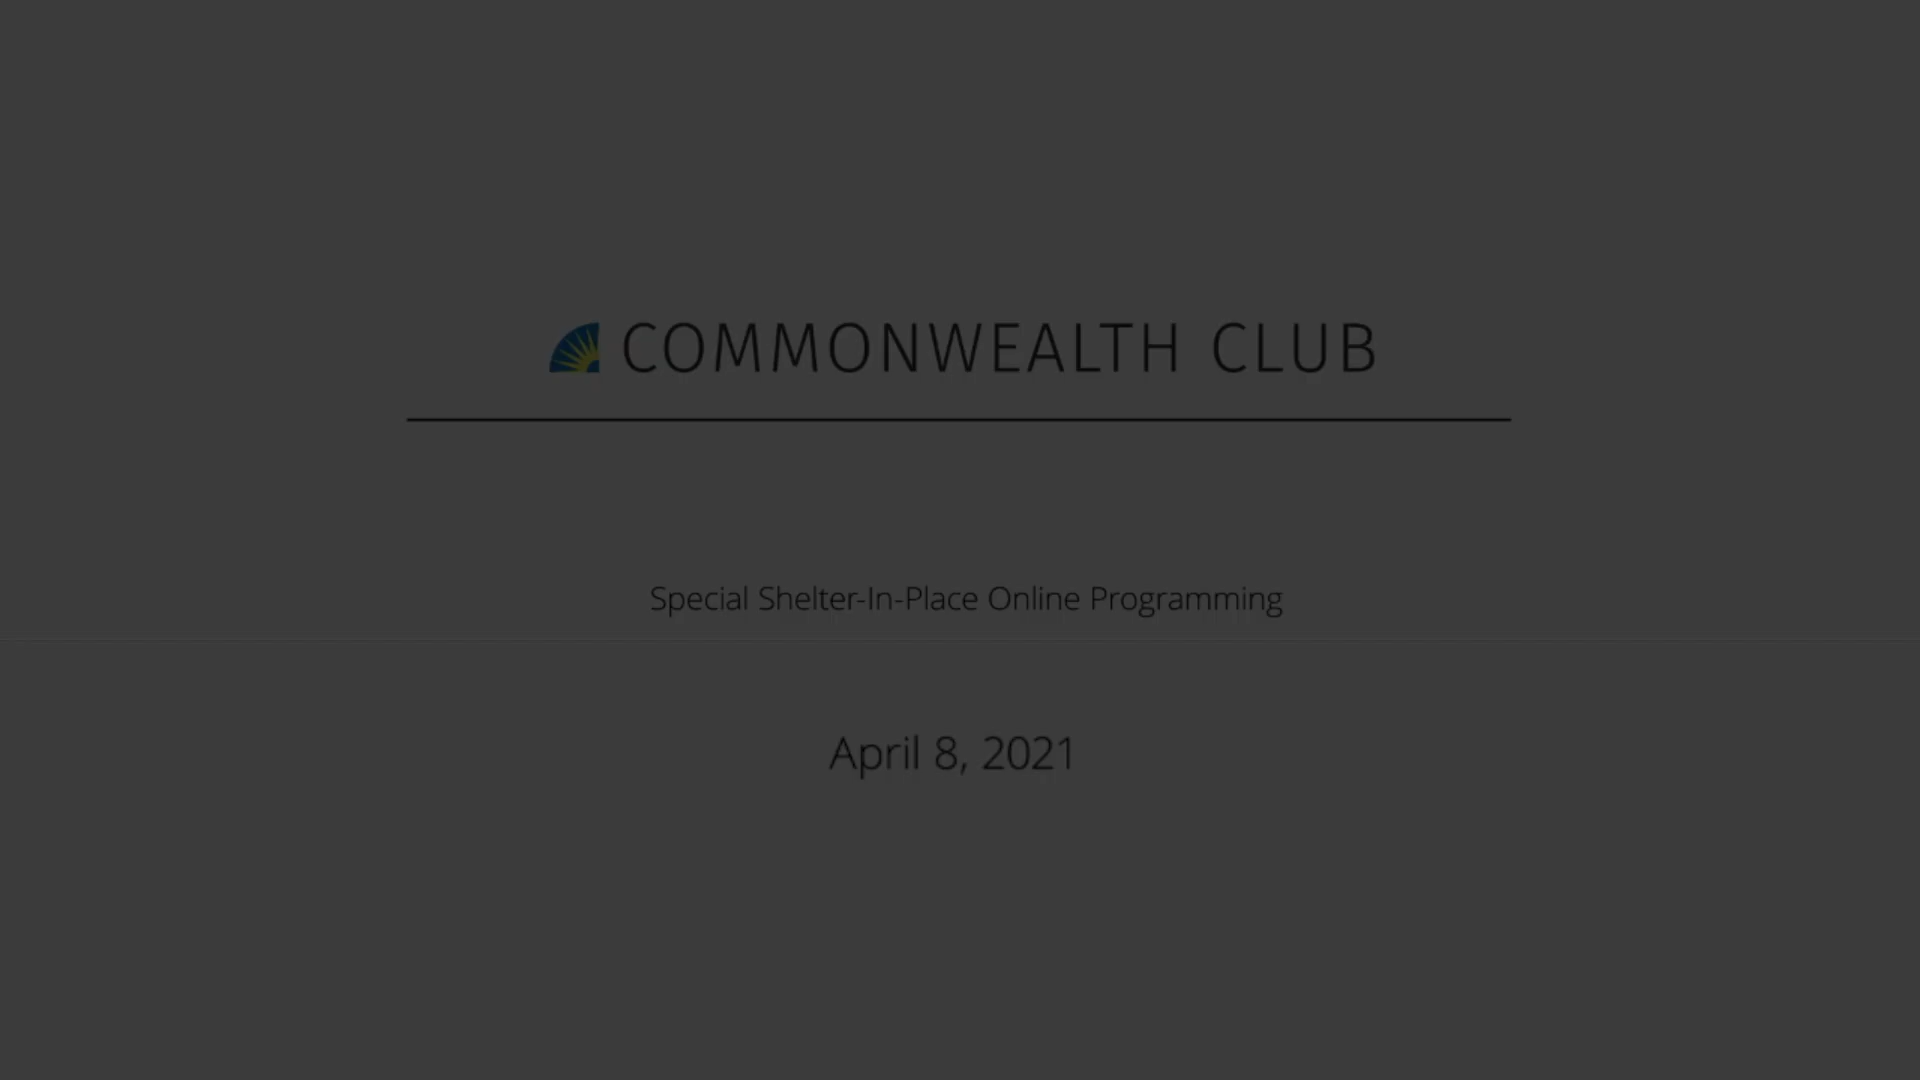 COMMONWEALTH CLUB
Special Shelter-In-Place Online Programming
April 8, 2021